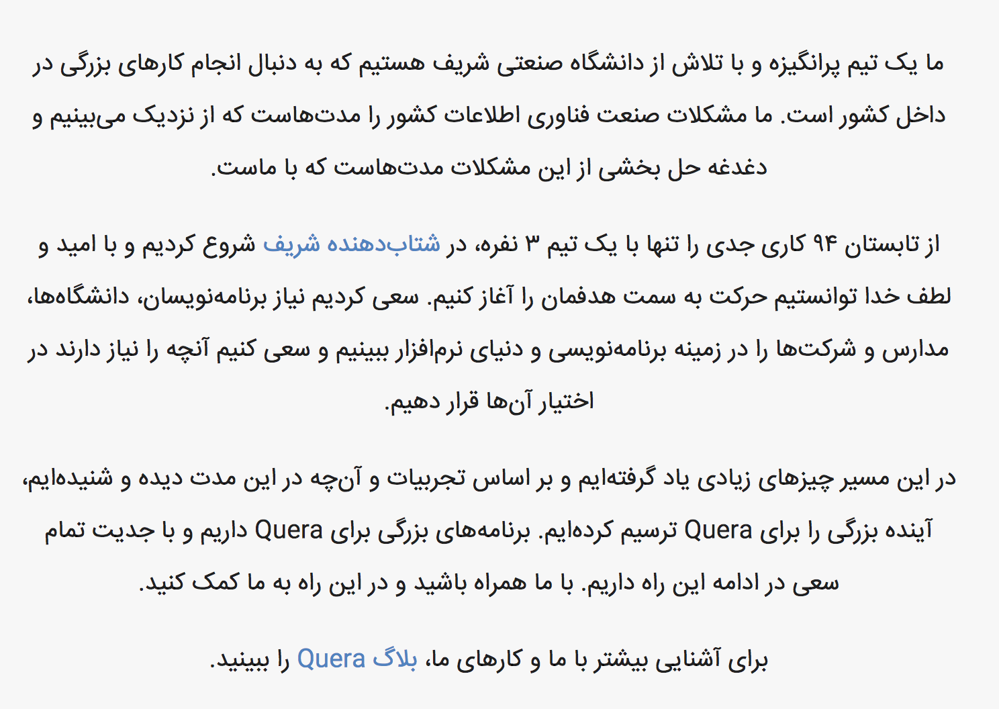 ما یک تیم پرانگیزه و با تلاش از دانشگاه صنعتی شریف هستیم که به دنبال انجام کارهای بزرگی در
داخل کشور است. ما مشکلات صنعت فناوری اطلاعات کشور را مدت‌هاست که از نزدیک می‌بینیم و
دغدغه حل بخشی از این مشکلات مدت‌هاست که با ماست.
از تابستان ۹۴ کاری جدی را تنها با یک تیم ۳ نفره، در شتاب‌دهنده شریف شروع کردیم و با امید و
لطف خدا توانستیم حرکت به سمت هدفمان را آغاز کنیم. سعی کردیم نیاز برنامه‌نویسان، دانشگاه‌ها،
مدارس و شرکت‌ها را در زمینه برنامه‌نویسی و دنیای نرم‌افزار ببینیم و سعی کنیم آنچه را نیاز دارند در
اختیار آن‌ها قرار دهیم.
در این مسیر چیزهای زیادی یاد گرفته‌ایم و بر اساس تجربیات و آن‌چه در این مدت دیده و شنیده‌ایم،
آینده بزرگی را برای Quera ترسیم کرده‌ایم. برنامه‌های بزرگی برای Quera داریم و با جدیت تمام
سعی در ادامه این راه داریم. با ما همراه باشید و در این راه به ما کمک کنید.
برای آشنایی بیشتر با ما و کارهای ما، بلاگ Quera را ببینید.